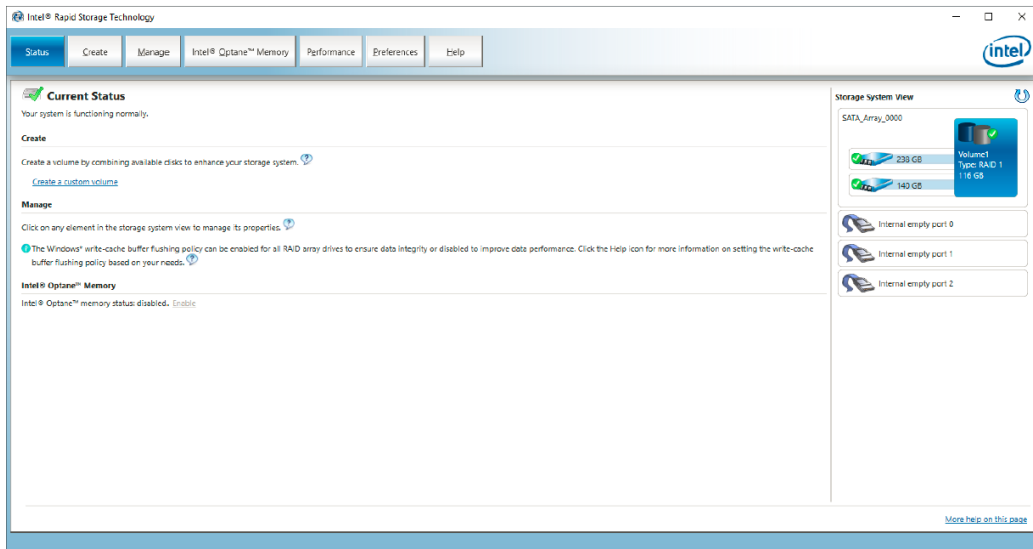 Intel® Rapid Storage Technology
Status
Create
Manage
Intel® Optane™ Memory
Performance
Preferences
Help
intel
Current Status
Your system is functioning normally.
Create
Create a volume by combining available disks to enhance your storage system.
Create a custom volume
Manage
Click on any element in the storage system view to manage its properties.
The Windows* write-cache buffer flushing policy can be enabled for all RAID array drives to ensure data integrity or disabled to improve data performance. Click the Help icon for more information on setting the write-cache
buffer flushing policy based on your needs.
Intel® Optane™ Memory
Intel® Optane™ memory status: disabled. Enable
Storage System View
SATA_Array_0000
238 GB
140 GB
Volume1
Type: RAID 1
116 GB
Internal empty port 0
Internal empty port 1
Internal empty port 2
More help on this page